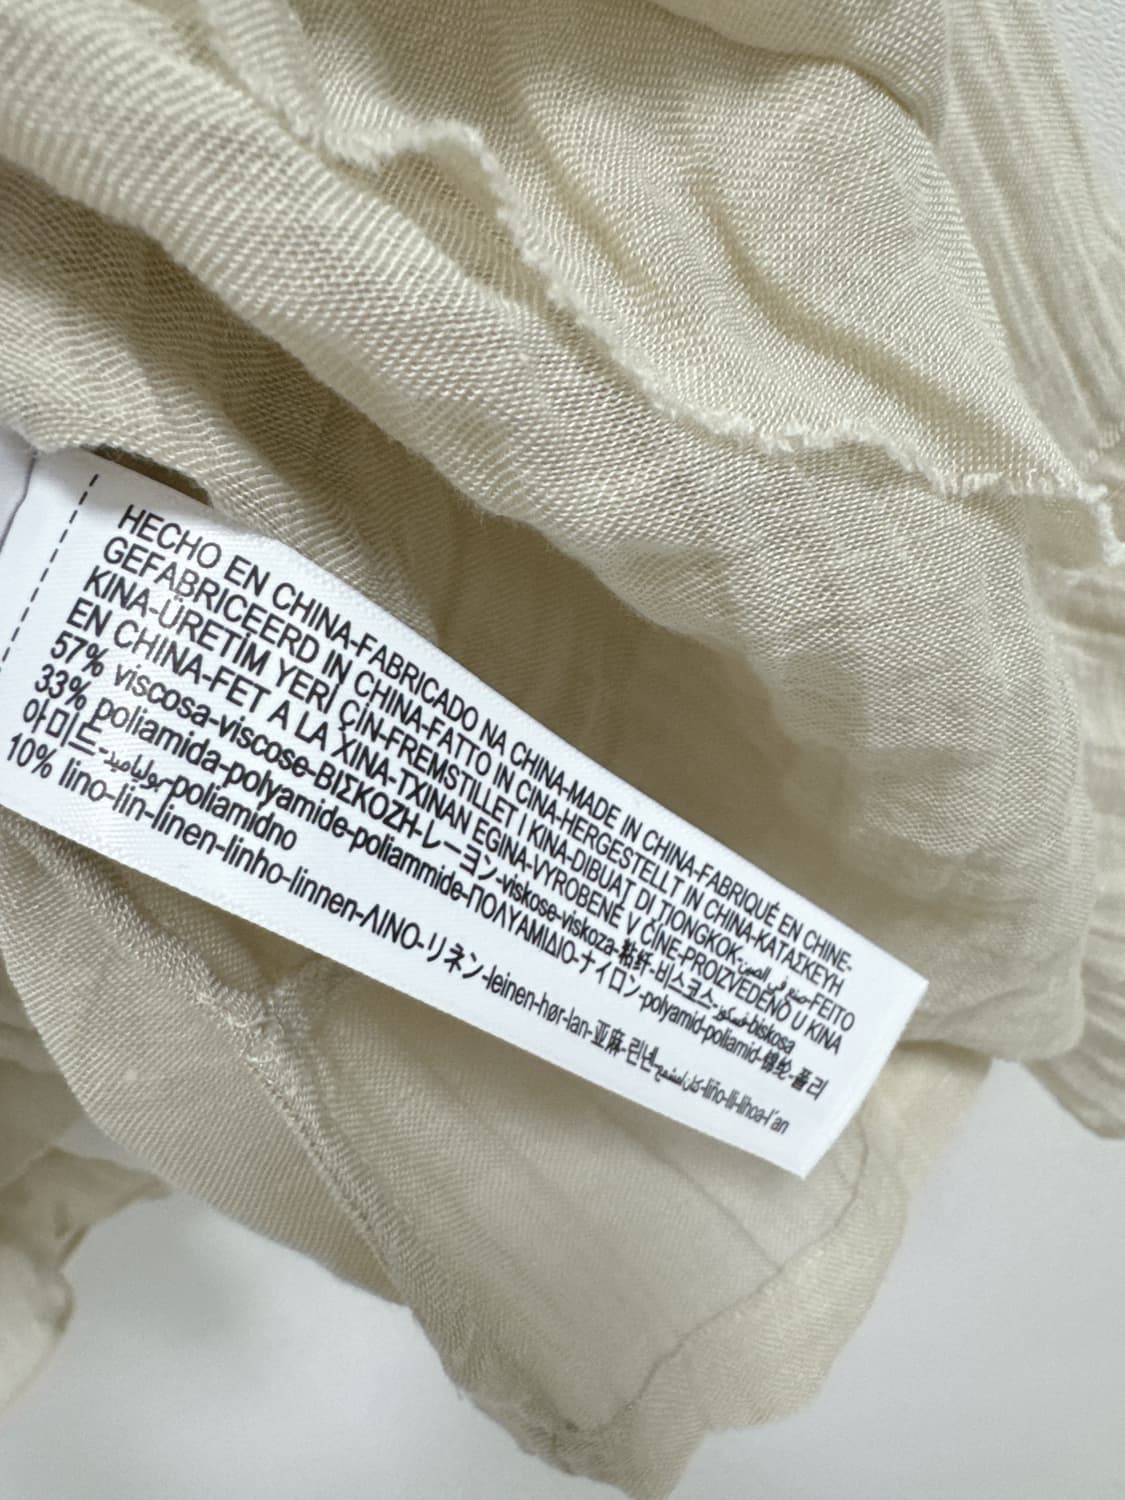 HECHO EN CHINA-FABRICADO NA CHINA-MADE IN CHINA-FABRIQUÉ EN CHINE-
GEFABRICEERD IN CHINA-FATTO IN CINA-HERGESTELLT IN CHINA-ΚΑΤΑΣΚΕΥΗ
KINA-ÜRETİM YERİ ÇİN-FREMSTILLET I KINA-DIBUAT DI TIONGKOK-صنع في الصين-FEITO
EN CHINA-FET A LA XINA-TXINAN EGINA-VYROBENÉ V ČÍNE-PROIZVEDENO U KINA
57% viscosa-viscose-ΒΙΣΚΟΖΗ-レーヨン-viskose-viskoza-粘纤-비스코스-فسكوز-biskosa
33% poliamida-polyamide-poliammide-ΠΟΛΥΑΜΙΔΙΟ-ナイロン-polyamid-poliamid-锦纶-폴리
아미드-بولياميد-poliamidno
10% lino-lin-linen-linho-linnen-ΛΙΝΟ-リネン-leinen-hør-lan-亚麻-린넨-كتان-liño-lli-lihoa-l´an